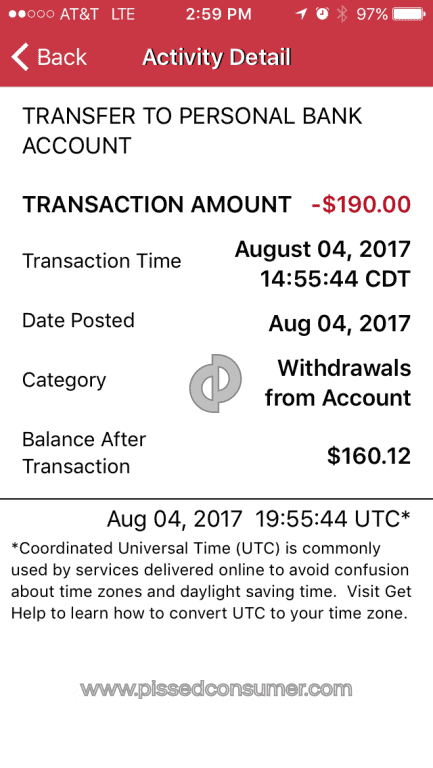 AT&T LTE 2:59 PM 97%
Back Activity Detail
TRANSFER TO PERSONAL BANK
ACCOUNT
TRANSACTION AMOUNT -$190.00
Transaction Time August 04, 2017
14:55:44 CDT
Date Posted Aug 04, 2017
Category Withdrawals
from Account
Balance After
Transaction $160.12
Aug 04, 2017 19:55:44 UTC*
*Coordinated Universal Time (UTC) is commonly
used by services delivered online to avoid confusion
about time zones and daylight saving time. Visit Get
Help to learn how to convert UTC to your time zone.
www.pissedconsumer.com